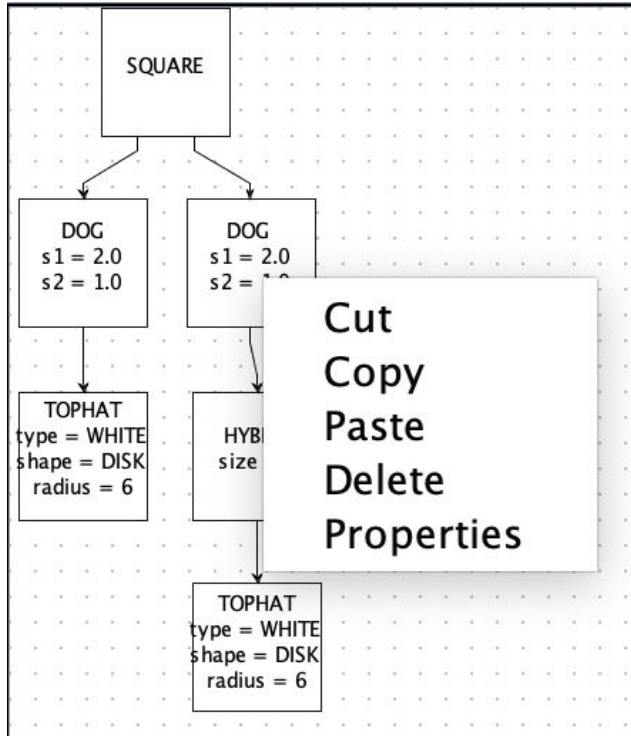 SQUARE
DOG
s1 = 2.0
s2 = 1.0
DOG
s1 = 2.0
s2 =
TOPHAT
type = WHITE
shape = DISK
radius = 6
HYB
size
Cut
Copy
Paste
Delete
Properties
TOPHAT
type = WHITE
shape = DISK
radius = 6